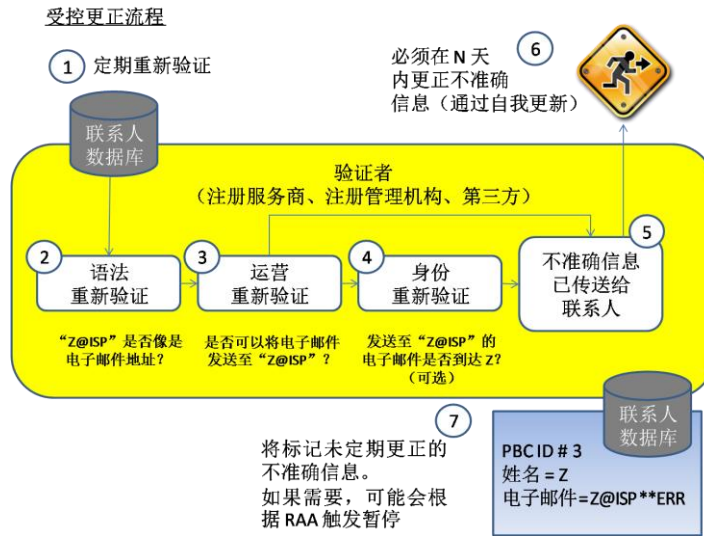 受控更正流程
1 定期重新验证
联系人
数据库
必须在 N 天
内更正不准确
信息（通过自我更新）
6
验证者
（注册服务商、注册管理机构、第三方）
2
语法
重新验证
3
运营
重新验证
4
身份
重新验证
5
不准确信息
已传送给
联系人
“Z@ISP”是否像是
电子邮件地址？
是否可以将电子邮件
发送至“Z@ISP”？
发送至“Z@ISP”的
电子邮件是否到达 Z？
（可选）
7
将标记未定期更正的
不准确信息。
如果需要，可能会根
据 RAA 触发暂停
联系人
数据库
PBC ID # 3
姓名 = Z
电子邮件=Z@ISP**ERR